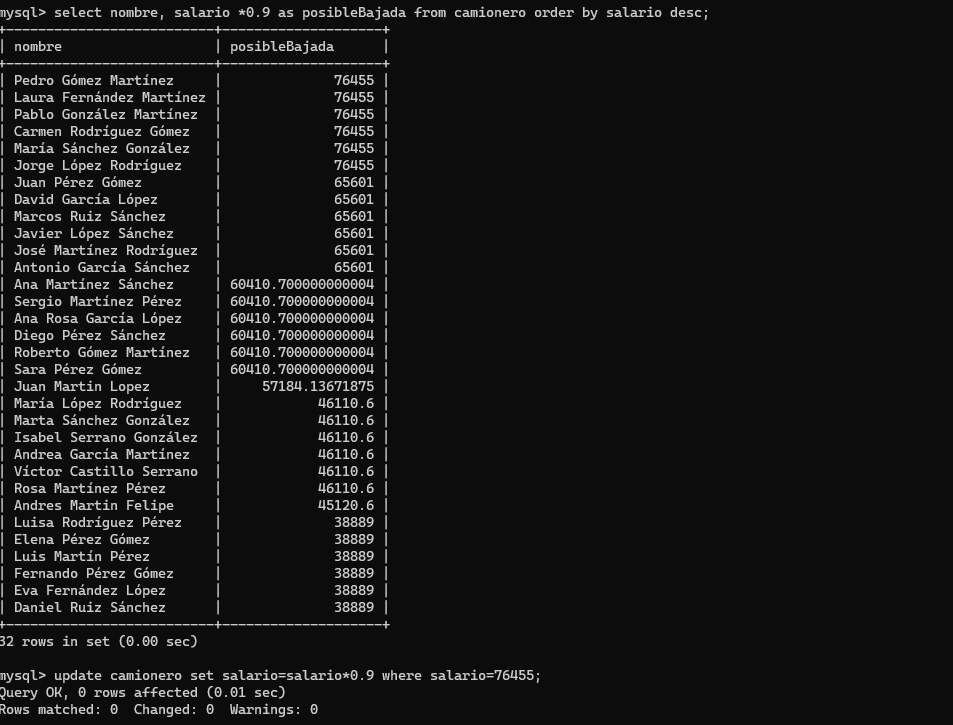 mysql> select nombre, salario *0.9 as posibleBajada from camionero order by salario desc;
+--------------------------+--------------------+
| nombre                   | posibleBajada      |
+--------------------------+--------------------+
| Pedro Gómez Martínez     |              76455 |
| Laura Fernández Martínez |              76455 |
| Pablo González Martínez  |              76455 |
| Carmen Rodríguez Gómez   |              76455 |
| María Sánchez González   |              76455 |
| Jorge López Rodríguez    |              76455 |
| Juan Pérez Gómez         |              65601 |
| David García López       |              65601 |
| Marcos Ruiz Sánchez      |              65601 |
| Javier López Sánchez     |              65601 |
| José Martínez Rodríguez  |              65601 |
| Antonio García Sánchez   |              65601 |
| Ana Martínez Sánchez     | 60410.700000000004 |
| Sergio Martínez Pérez    | 60410.700000000004 |
| Ana Rosa García López    | 60410.700000000004 |
| Diego Pérez Sánchez      | 60410.700000000004 |
| Roberto Gómez Martínez   | 60410.700000000004 |
| Sara Pérez Gómez         | 60410.700000000004 |
| Juan Martin Lopez        |     57184.13671875 |
| María López Rodríguez    |            46110.6 |
| Marta Sánchez González   |            46110.6 |
| Isabel Serrano González  |            46110.6 |
| Andrea García Martínez   |            46110.6 |
| Víctor Castillo Serrano  |            46110.6 |
| Rosa Martínez Pérez      |            46110.6 |
| Andres Martin Felipe     |            45120.6 |
| Luisa Rodríguez Pérez    |              38889 |
| Elena Pérez Gómez        |              38889 |
| Luis Martín Pérez        |              38889 |
| Fernando Pérez Gómez     |              38889 |
| Eva Fernández López      |              38889 |
| Daniel Ruiz Sánchez      |              38889 |
+--------------------------+--------------------+
32 rows in set (0.00 sec)
mysql> update camionero set salario=salario*0.9 where salario=76455;
Query OK, 0 rows affected (0.01 sec)
Rows matched: 0  Changed: 0  Warnings: 0